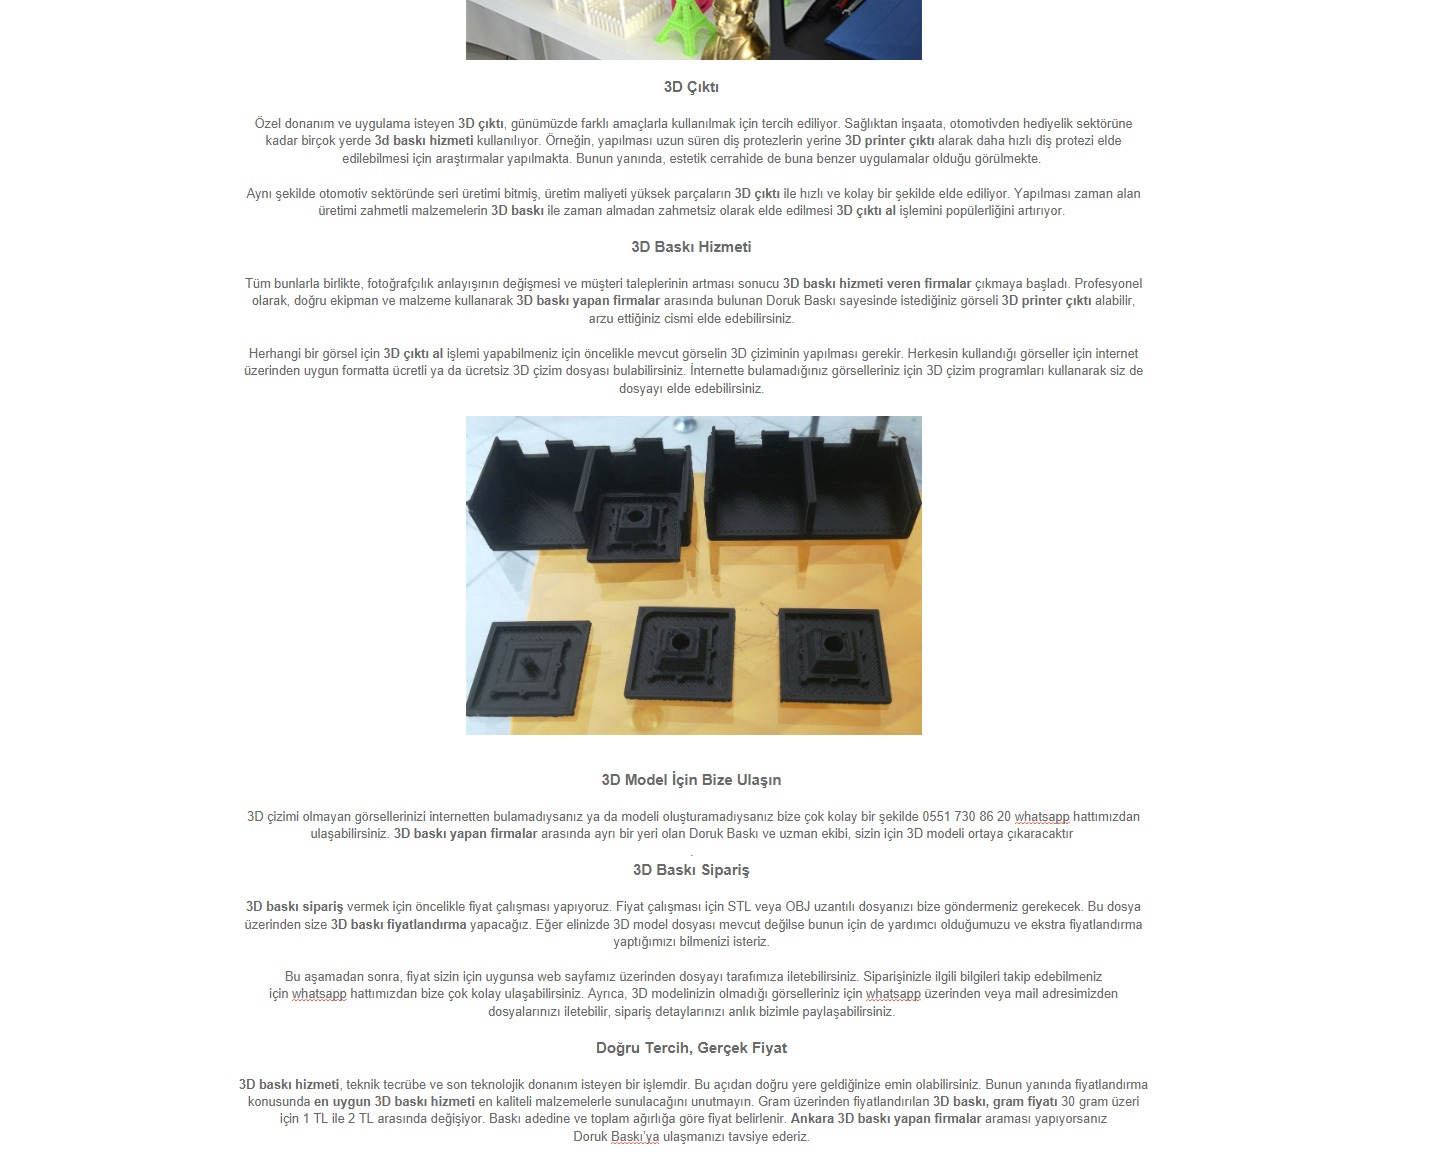 3D Çıktı
Özel donanım ve uygulama isteyen 3D çıktı, günümüzde farklı amaçlarla kullanılmak için tercih ediliyor. Sağlıktan inşaata, otomotivden hediyelik sektörüne
kadar birçok yerde 3d baskı hizmeti kullanılıyor. Örneğin, yapılması uzun süren diş protezlerin yerine 3D printer çıktı alarak daha hızlı diş protezi elde
edilebilmesi için araştırmalar yapılmakta. Bunun yanında, estetik cerrahide de buna benzer uygulamalar olduğu görülmekte.
Aynı şekilde otomotiv sektöründe seri üretimi bitmiş, üretim maliyeti yüksek parçaların 3D çıktı ile hızlı ve kolay bir şekilde elde ediliyor. Yapılması zaman alan
üretimi zahmetli malzemelerin 3D baskı ile zaman almadan zahmetsiz olarak elde edilmesi 3D çıktı al işlemini popülerliğini artırıyor.
3D Baskı Hizmeti
Tüm bunlarla birlikte, fotoğrafçılık anlayışının değişmesi ve müşteri taleplerinin artması sonucu 3D baskı hizmeti veren firmalar çıkmaya başladı. Profesyonel
olarak, doğru ekipman ve malzeme kullanarak 3D baskı yapan firmalar arasında bulunan Doruk Baskı sayesinde istediğiniz görseli 3D printer çıktı alabilir,
arzu ettiğiniz cismi elde edebilirsiniz.
Herhangi bir görsel için 3D çıktı al işlemi yapabilmeniz için öncelikle mevcut görselin 3D çiziminin yapılması gerekir. Herkesin kullandığı görseller için internet
üzerinden uygun formatta ücretli ya da ücretsiz 3D çizim dosyası bulabilirsiniz. İnternette bulamadığınız görselleriniz için 3D çizim programları kullanarak siz de
dosyayı elde edebilirsiniz.
3D Model İçin Bize Ulaşın
3D çizimi olmayan görsellerinizi internetten bulamadıysanız ya da modeli oluşturamadıysanız bize çok kolay bir şekilde 0551 730 86 20 whatsapp hattımızdan
ulaşabilirsiniz. 3D baskı yapan firmalar arasında ayrı bir yeri olan Doruk Baskı ve uzman ekibi, sizin için 3D modeli ortaya çıkaracaktır
.
3D Baskı Sipariş
3D baskı sipariş vermek için öncelikle fiyat çalışması yapıyoruz. Fiyat çalışması için STL veya OBJ uzantılı dosyanızı bize göndermeniz gerekecek. Bu dosya
üzerinden size 3D baskı fiyatlandırma yapacağız. Eğer elinizde 3D model dosyası mevcut değilse bunun için de yardımcı olduğumuzu ve ekstra fiyatlandırma
yaptığımızı bilmenizi isteriz.
Bu aşamadan sonra, fiyat sizin için uygunsa web sayfamız üzerinden dosyayı tarafımıza iletebilirsiniz. Siparişinizle ilgili bilgileri takip edebilmeniz
için whatsapp hattımızdan bize çok kolay ulaşabilirsiniz. Ayrıca, 3D modelinizin olmadığı görselleriniz için whatsapp üzerinden veya mail adresimizden
dosyalarınızı iletebilir, sipariş detaylarınızı anlık bizimle paylaşabilirsiniz.
Doğru Tercih, Gerçek Fiyat
3D baskı hizmeti, teknik tecrübe ve son teknolojik donanım isteyen bir işlemdir. Bu açıdan doğru yere geldiğinize emin olabilirsiniz. Bunun yanında fiyatlandırma
konusunda en uygun 3D baskı hizmeti en kaliteli malzemelerle sunulacağını unutmayın. Gram üzerinden fiyatlandırılan 3D baskı, gram fiyatı 30 gram üzeri
için 1 TL ile 2 TL arasında değişiyor. Baskı adedine ve toplam ağırlığa göre fiyat belirlenir. Ankara 3D baskı yapan firmalar araması yapıyorsanız
Doruk Baskı'ya ulaşmanızı tavsiye ederiz.